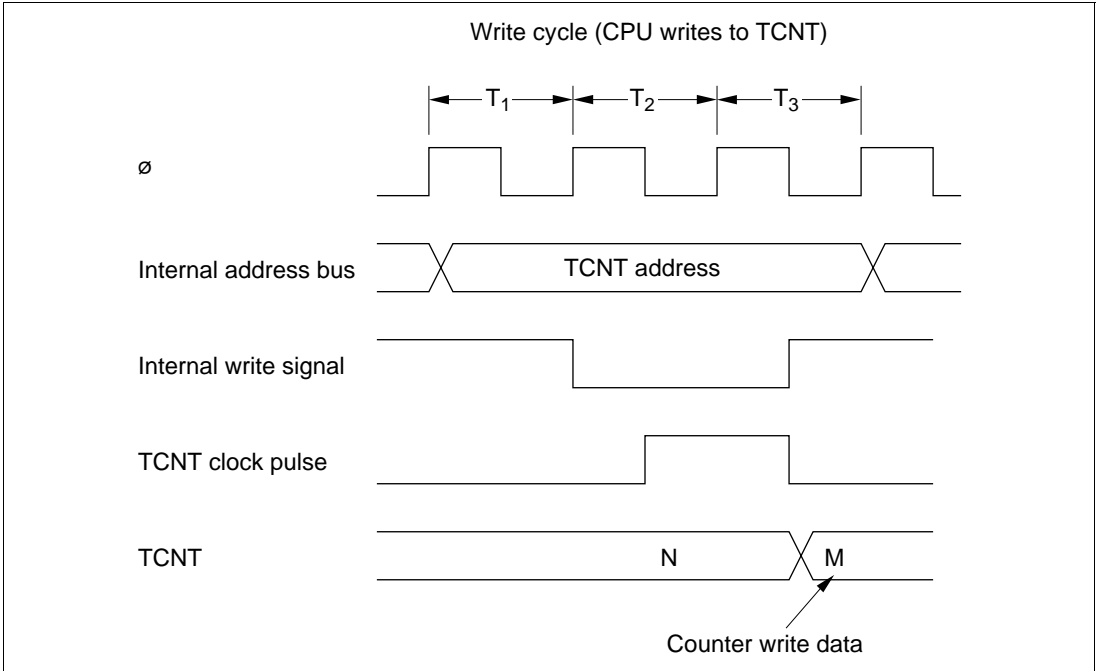 Write cycle (CPU writes to TCNT)
T1 T2 T3
ø
Internal address bus TCNT address
Internal write signal
TCNT clock pulse
TCNT N M
Counter write data